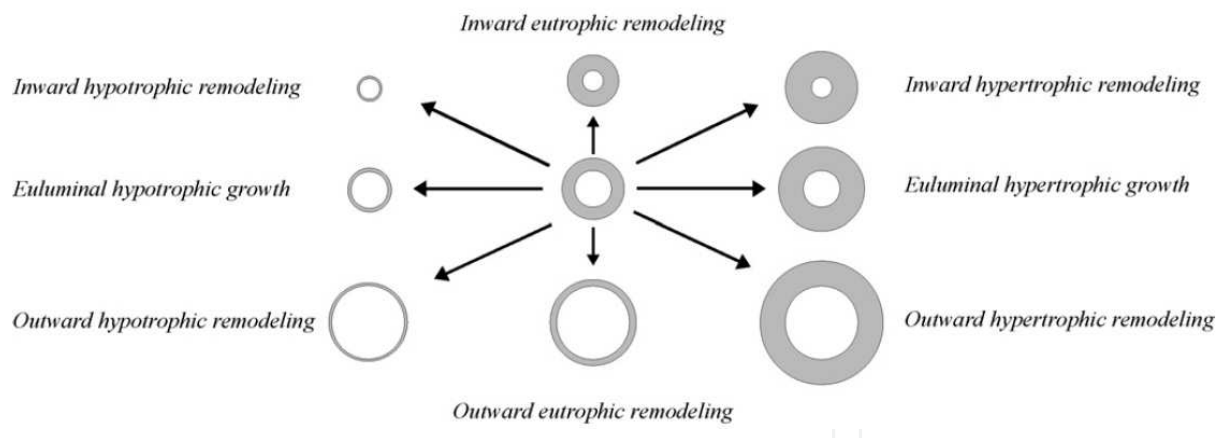 Inward eutrophic remodeling
Inward hypotrophic remodeling
Inward hypertrophic remodeling
Euluminal hypotrophic growth
Euluminal hypertrophic growth
Outward hypotrophic remodeling
Outward hypertrophic remodeling
Outward eutrophic remodeling